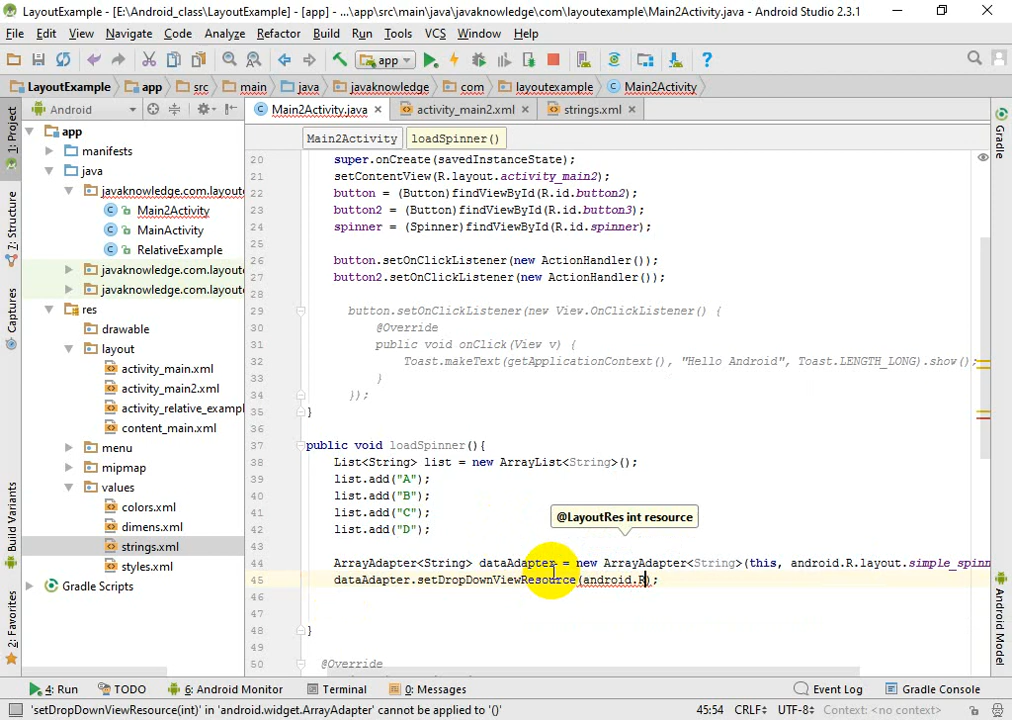 LayoutExample - [E:\Android_class\LayoutExample] - [app] - ...\app\src\main\java\javaknowledge\com\layoutexample\Main2Activity.java - Android Studio 2.3.1
File Edit View Navigate Code Analyze Refactor Build Run Tools VCS Window Help
app
LayoutExample app src main java javaknowledge com layoutexample Main2Activity
Android Main2Activity.java activity_main2.xml strings.xml
Main2Activity loadSpinner()
app
manifests
java
javaknowledge.com.layoute
Main2Activity
MainActivity
RelativeExample
javaknowledge.com.layoute
javaknowledge.com.layoute
res
drawable
layout
activity_main.xml
activity_main2.xml
activity_relative_exampl
content_main.xml
menu
mipmap
values
colors.xml
dimens.xml
strings.xml
styles.xml
Gradle Scripts
1: Project
7: Structure
Captures
Build Variants
2: Favorites
Gradle
Android Model
20 super.onCreate(savedInstanceState);
21 setContentView(R.layout.activity_main2);
22 button = (Button)findViewById(R.id.button2);
23 button2 = (Button)findViewById(R.id.button3);
24 spinner = (Spinner)findViewById(R.id.spinner);
25
26 button.setOnClickListener(new ActionHandler());
27 button2.setOnClickListener(new ActionHandler());
28
29 button.setOnClickListener(new View.OnClickListener() {
30 @Override
31 public void onClick(View v) {
32 Toast.makeText(getApplicationContext(), "Hello Android", Toast.LENGTH_LONG).show();
33 }
34 });
35 }
36
37 public void loadSpinner(){
38 List<String> list = new ArrayList<String>();
39 list.add("A");
40 list.add("B");
41 list.add("C");
42 list.add("D");
@LayoutRes int resource
43
44 ArrayAdapter<String> dataAdapter = new ArrayAdapter<String>(this, android.R.layout.simple_spinn
45 dataAdapter.setDropDownViewResource(android.R);
46
47
48 }
49
50 @Override
4: Run TODO 6: Android Monitor Terminal 0: Messages Event Log Gradle Console
'setDropDownViewResource(int)' in 'android.widget.ArrayAdapter' cannot be applied to '()' 45:54 CRLF÷ UTF-8÷ Context: <no context>